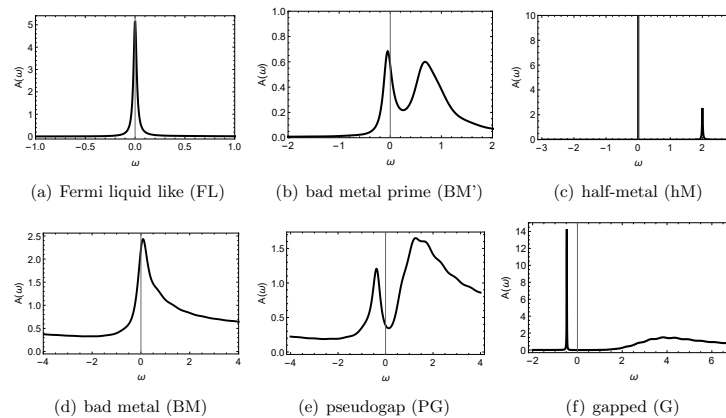 A(ω)
5
4
3
2
1
0
-1.0 -0.5 0.0 0.5 1.0
ω
(a) Fermi liquid like (FL)
A(ω)
1.0
0.8
0.6
0.4
0.2
0.0
-2 -1 0 1 2
ω
(b) bad metal prime (BM')
A(ω)
10
8
6
4
2
0
-3 -2 -1 0 1 2
ω
(c) half-metal (hM)
A(ω)
2.5
2.0
1.5
1.0
0.5
0.0
-4 -2 0 2 4
ω
(d) bad metal (BM)
A(ω)
1.5
1.0
0.5
0.0
-4 -2 0 2 4
ω
(e) pseudogap (PG)
A(ω)
14
12
10
8
6
4
2
0
-2 0 2 4 6
ω
(f) gapped (G)